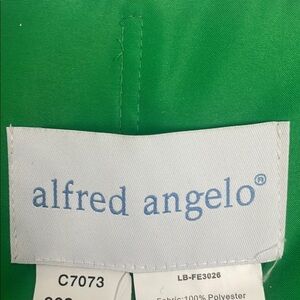 alfred angelo®
C7073
LB-FE3026
Fabric:100% Polyester